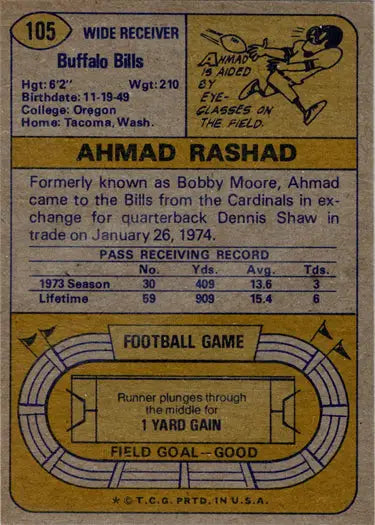 105
WIDE RECEIVER
Buffalo Bills
Hgt: 6'2" Wgt: 210
Birthdate: 11-19-49
College: Oregon
Home: Tacoma, Wash.
AHMAD
IS AIDED
BY
EYE-
GLASSES ON
THE FIELD.
AHMAD RASHAD
Formerly known as Bobby Moore, Ahmad
came to the Bills from the Cardinals in ex-
change for quarterback Dennis Shaw in
trade on January 26, 1974.
PASS RECEIVING RECORD
No. Yds. Avg. Tds.
1973 Season 30 409 13.6 3
Lifetime 59 909 15.4 6
FOOTBALL GAME
Runner plunges through
the middle for
1 YARD GAIN
FIELD GOAL—GOOD
* © T.C.G. PRTD. IN U.S.A.